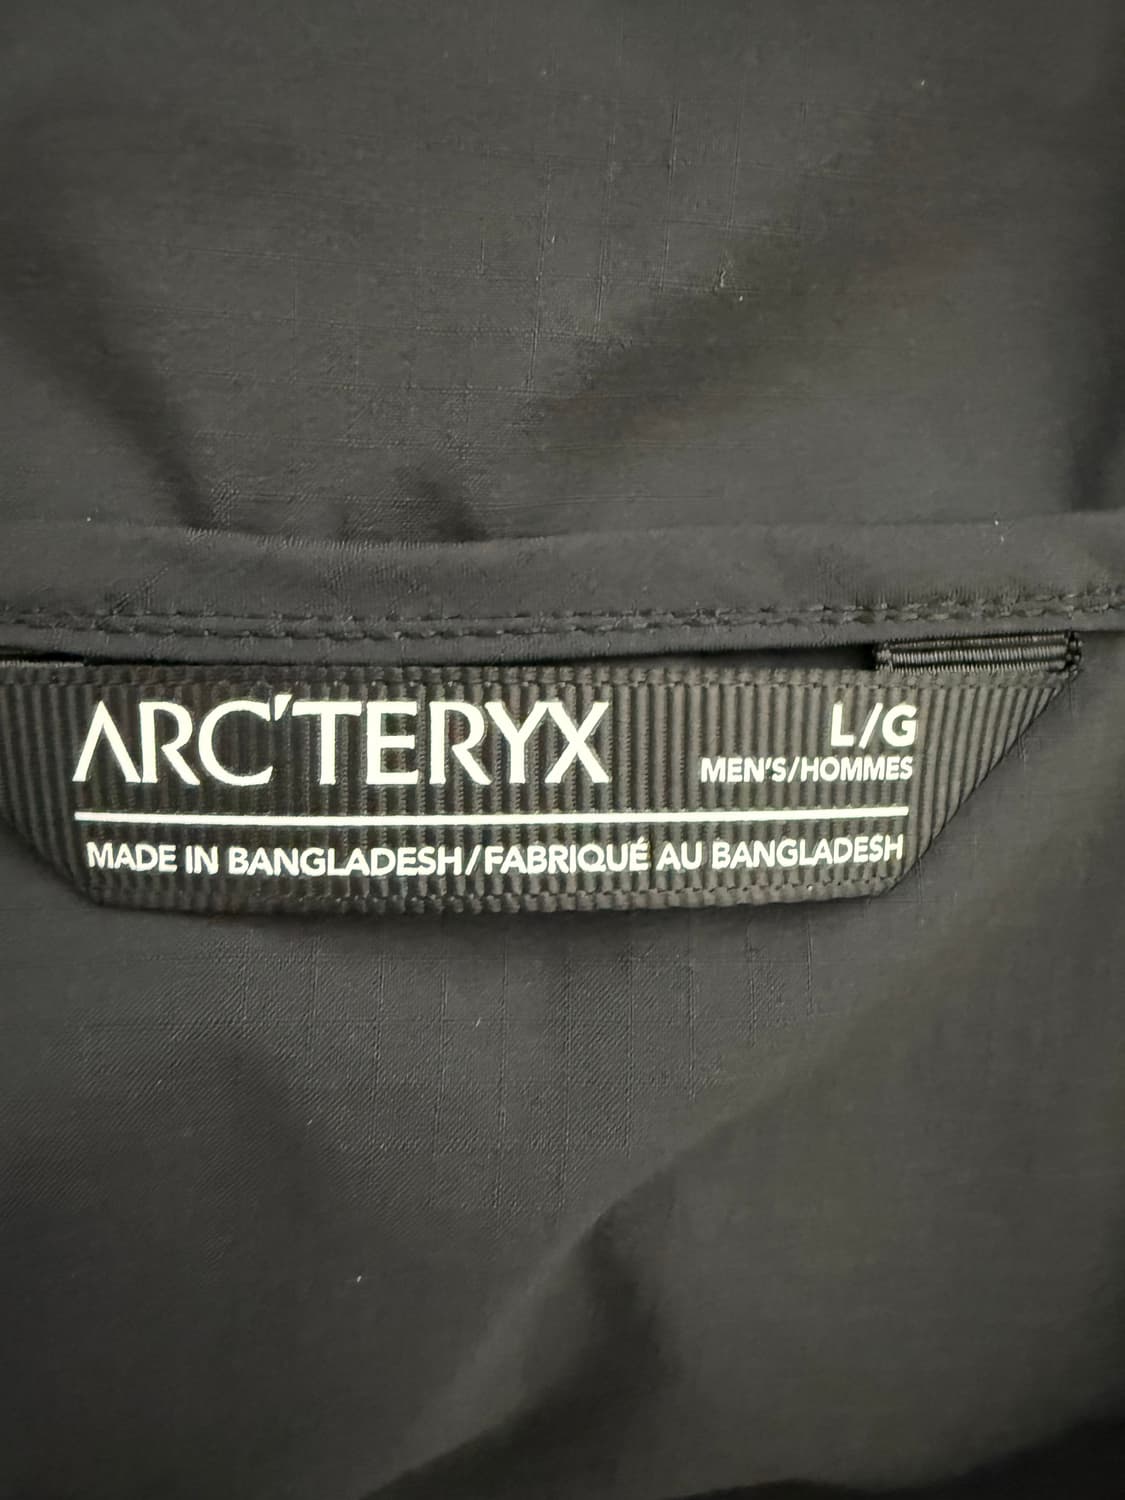 ARC'TERYX
L/G
MEN'S/HOMMES
MADE IN BANGLADESH/FABRIQUÉ AU BANGLADESH